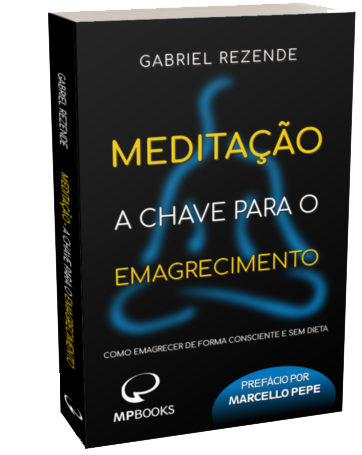 GABRIEL REZENDE
MEDITAÇÃO
A CHAVE PARA O
EMAGRECIMENTO
COMO EMAGRECER DE FORMA CONSCIENTE E SEM DIETA
MPBOOKS
PREFÁCIO POR
MARCELLO PEPE
GABRIEL REZENDE MEDITAÇÃO - A CHAVE PARA O EMAGRECIMENTO